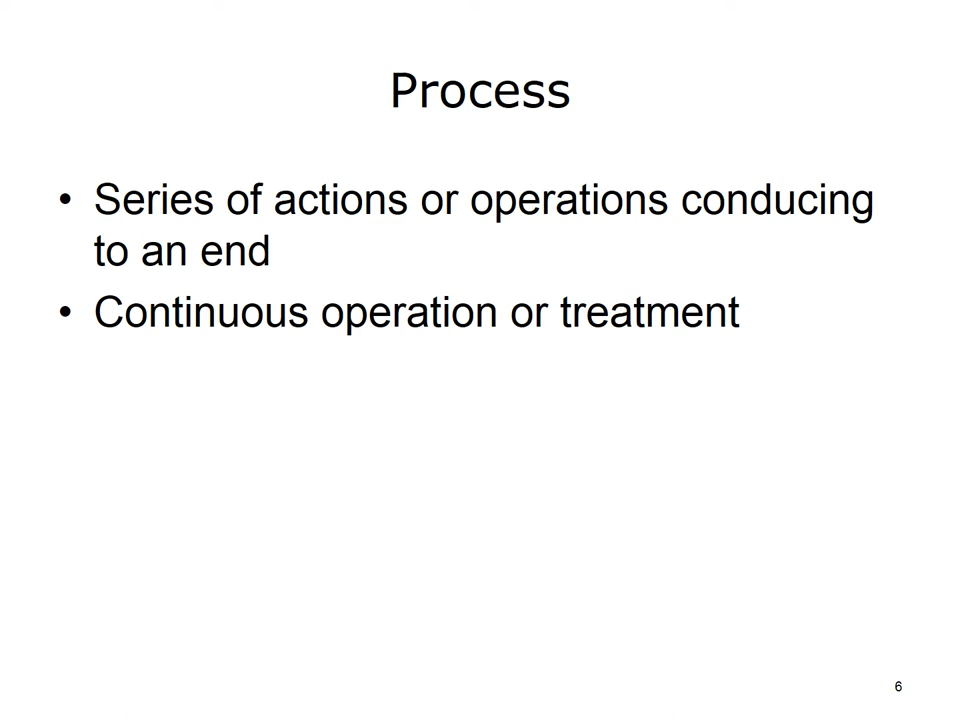 Process
• Series of actions or operations conducing
to an end
• Continuous operation or treatment
6